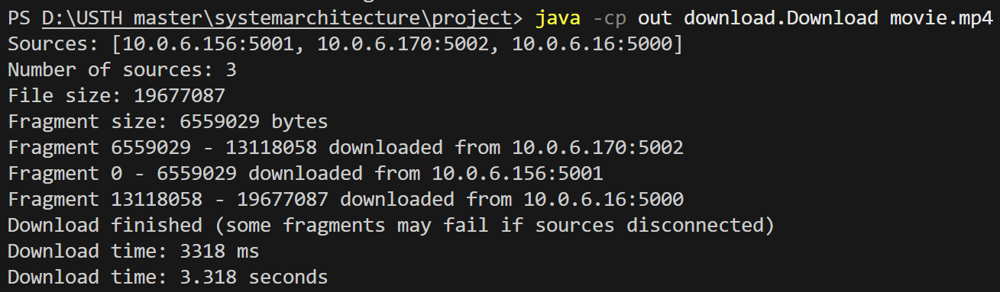 PS D:\USTH master\systemarchitecture\project> java -cp out download.Download movie.mp4
Sources: [10.0.6.156:5001, 10.0.6.170:5002, 10.0.6.16:5000]
Number of sources: 3
File size: 19677087
Fragment size: 6559029 bytes
Fragment 6559029 - 13118058 downloaded from 10.0.6.170:5002
Fragment 0 - 6559029 downloaded from 10.0.6.156:5001
Fragment 13118058 - 19677087 downloaded from 10.0.6.16:5000
Download finished (some fragments may fail if sources disconnected)
Download time: 3318 ms
Download time: 3.318 seconds